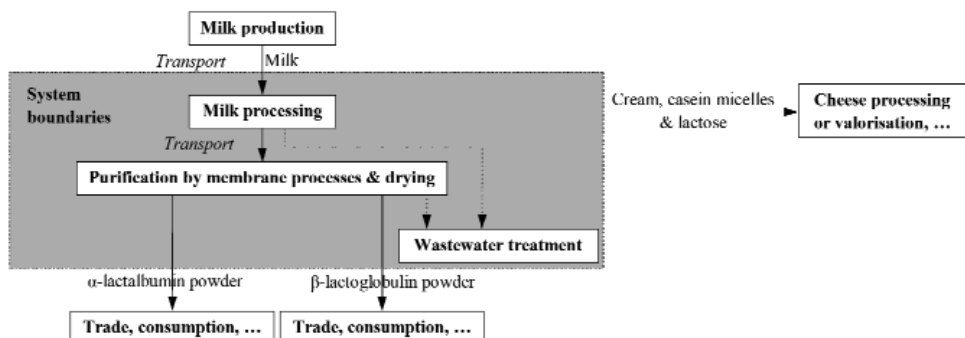 Milk production
Transport
Milk
System
boundaries
Milk processing
Cream, casein micelles
& lactose
Cheese processing
or valorisation, …
Transport
Purification by membrane processes & drying
Wastewater treatment
α-lactalbumin powder
β-lactoglobulin powder
Trade, consumption, …
Trade, consumption, …